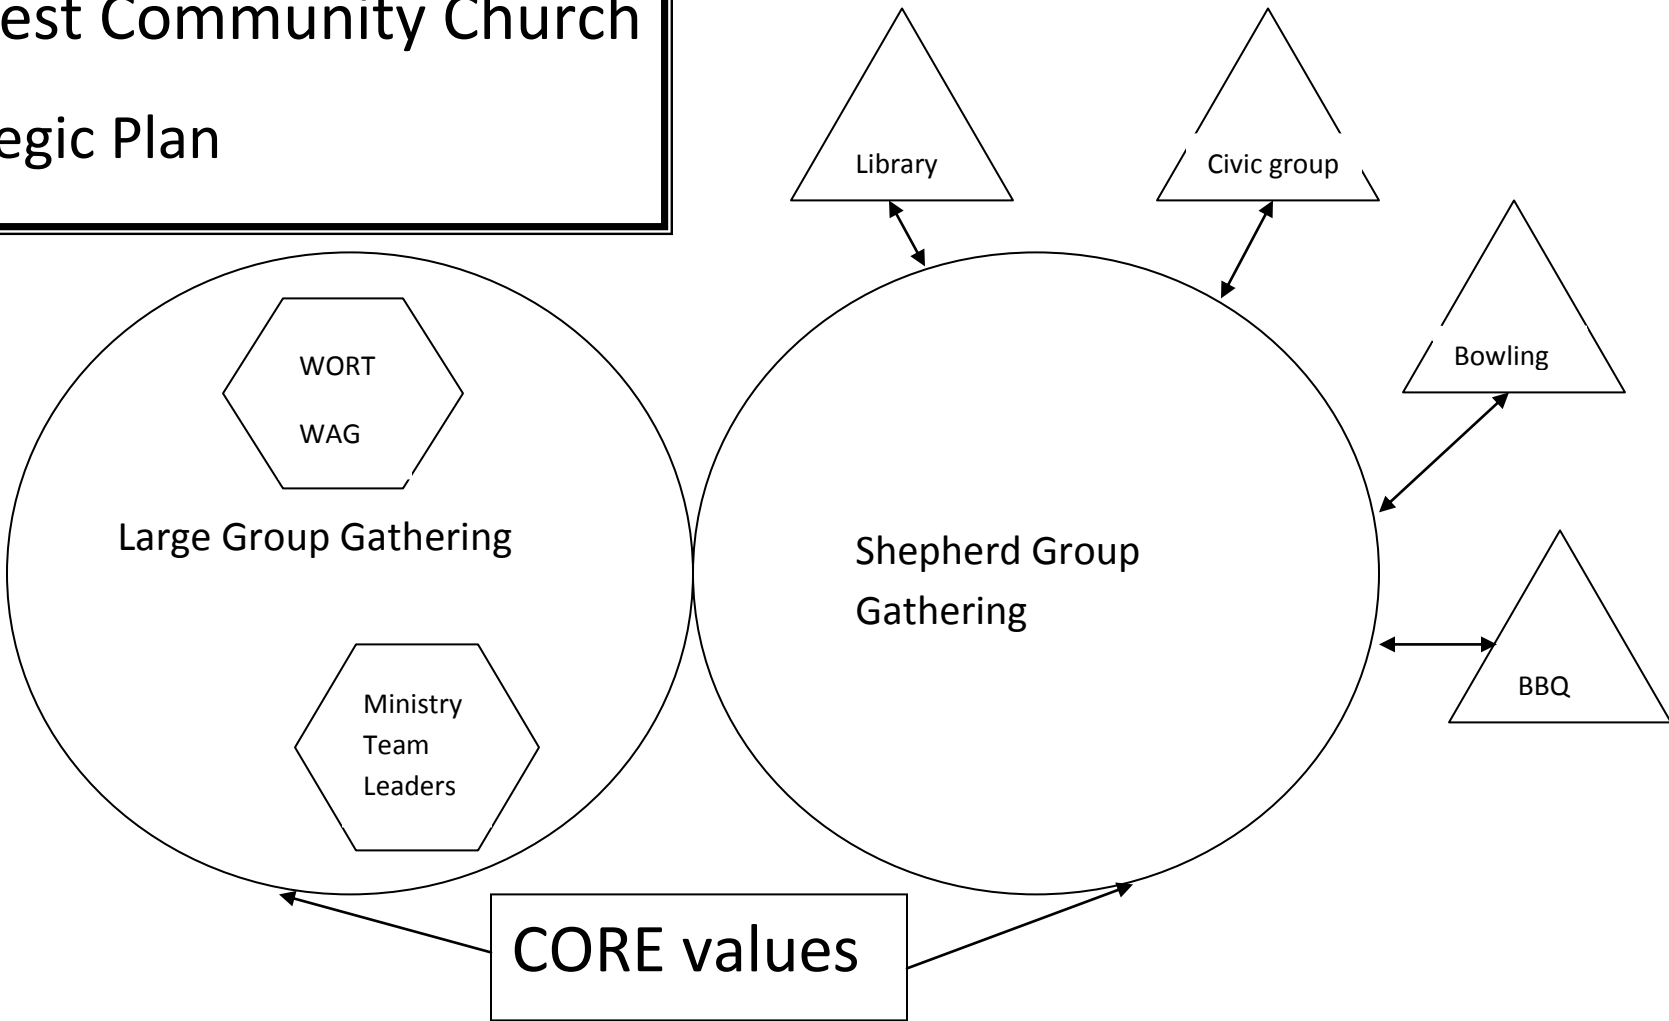 est Community Church
egic Plan
Library
Civic group
Bowling
BBQ
WORT
WAG
Large Group Gathering
Shepherd Group
Gathering
Ministry
Team
Leaders
CORE values